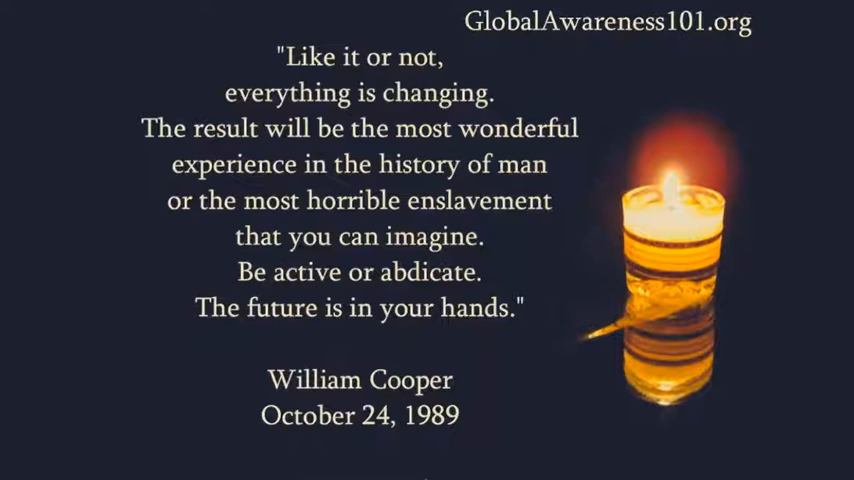 GlobalAwareness101.org
"Like it or not,
everything is changing.
The result will be the most wonderful
experience in the history of man
or the most horrible enslavement
that you can imagine.
Be active or abdicate.
The future is in your hands."
William Cooper
October 24, 1989